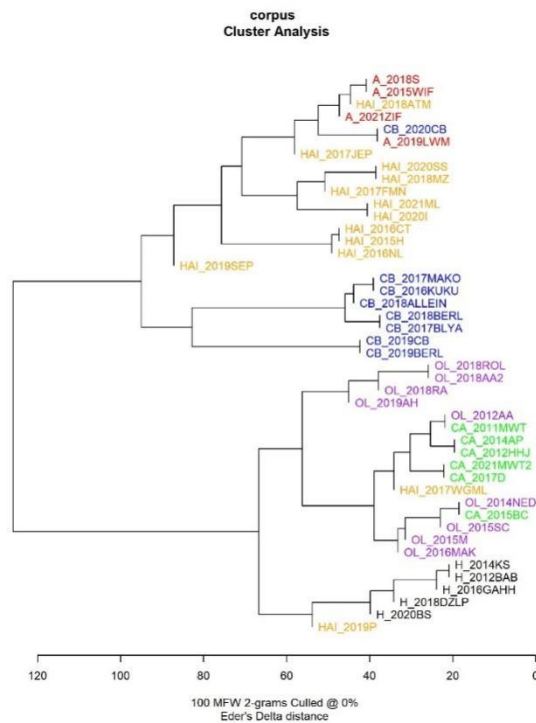 corpus
Cluster Analysis
A_2018S
A_2015WIF
HAI_2018ATM
A_2021ZIF
CB_2020CB
A_2019LWM
HAI_2017JEP
HAI_2020SS
HAI_2018MZ
HAI_2017FMN
HAI_2021ML
HAI_2020I
HAI_2016CT
HAI_2015H
HAI_2016NL
HAI_2019SEP
CB_2017MAKO
CB_2016KUKU
CB_2018ALLEIN
CB_2018BERL
CB_2017BLYA
CB_2019CB
CB_2019BERL
OL_2018ROL
OL_2018AA2
OL_2018RA
OL_2019AH
OL_2012AA
CA_2011MWT
CA_2014AP
CA_2012HHJ
CA_2021MWT2
CA_2017D
HAI_2017WGML
OL_2014NED
CA_2015BC
OL_2015SC
OL_2015M
OL_2016MAK
H_2014KS
H_2012BAB
H_2016GAHH
H_2018DZLP
H_2020BS
HAI_2019P
120 100 80 60 40 20 0
100 MFW 2-grams Culled @ 0%
Eder's Delta distance